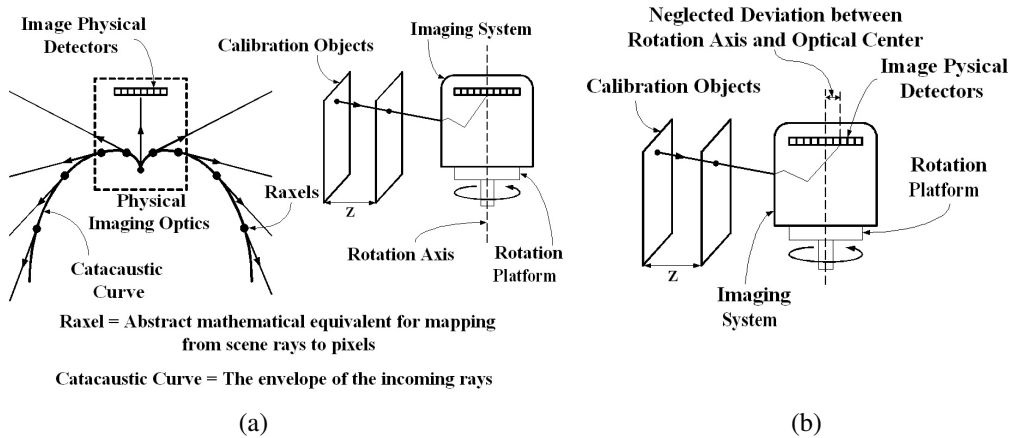 Image Physical
Detectors
Calibration Objects
Imaging System
Physical
Imaging Optics
Raxels
Catacaustic
Curve
Z
Rotation Axis
Rotation
Platform
Raxel = Abstract mathematical equivalent for mapping
from scene rays to pixels
Catacaustic Curve = The envelope of the incoming rays
(a)
Neglected Deviation between
Rotation Axis and Optical Center
Image Pysical
Detectors
Calibration Objects
Rotation
Platform
Z
Imaging
System
(b)